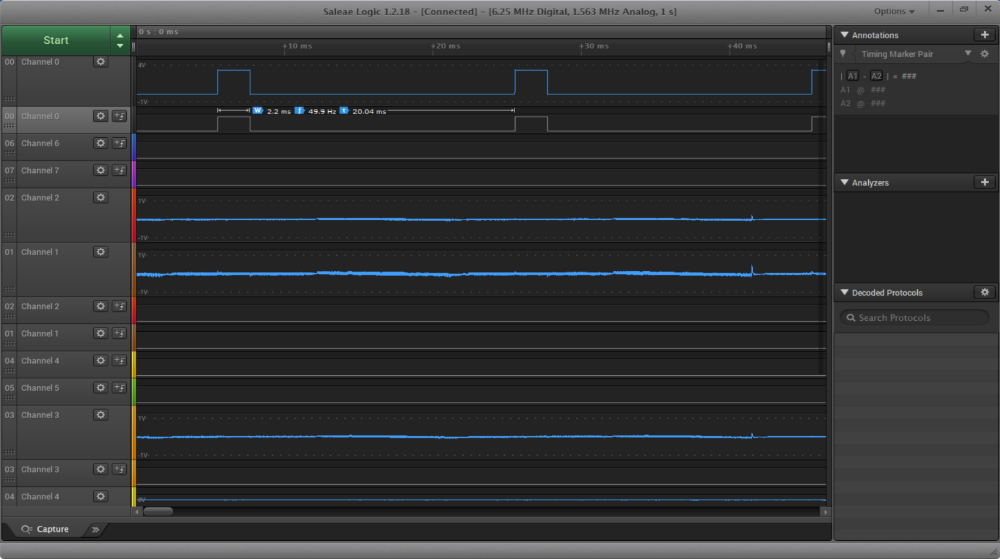 Saleae Logic 1.2.18 - [Connected] - [6.25 MHz Digital, 1.563 MHz Analog, 1 s]
Options
Start
0 s : 0 ms
+10 ms
+20 ms
+30 ms
+40 ms
00 Channel 0
4V
-1V
00 Channel 0
W 2.2 ms f 49.9 Hz T 20.04 ms
06 Channel 6
07 Channel 7
02 Channel 2
1V
-1V
01 Channel 1
1V
-1V
02 Channel 2
01 Channel 1
04 Channel 4
05 Channel 5
03 Channel 3
1V
-1V
03 Channel 3
04 Channel 4
0V
Capture
Annotations
Timing Marker Pair
| A1 - A2 | = ###
A1 @ ###
A2 @ ###
Analyzers
Decoded Protocols
Search Protocols